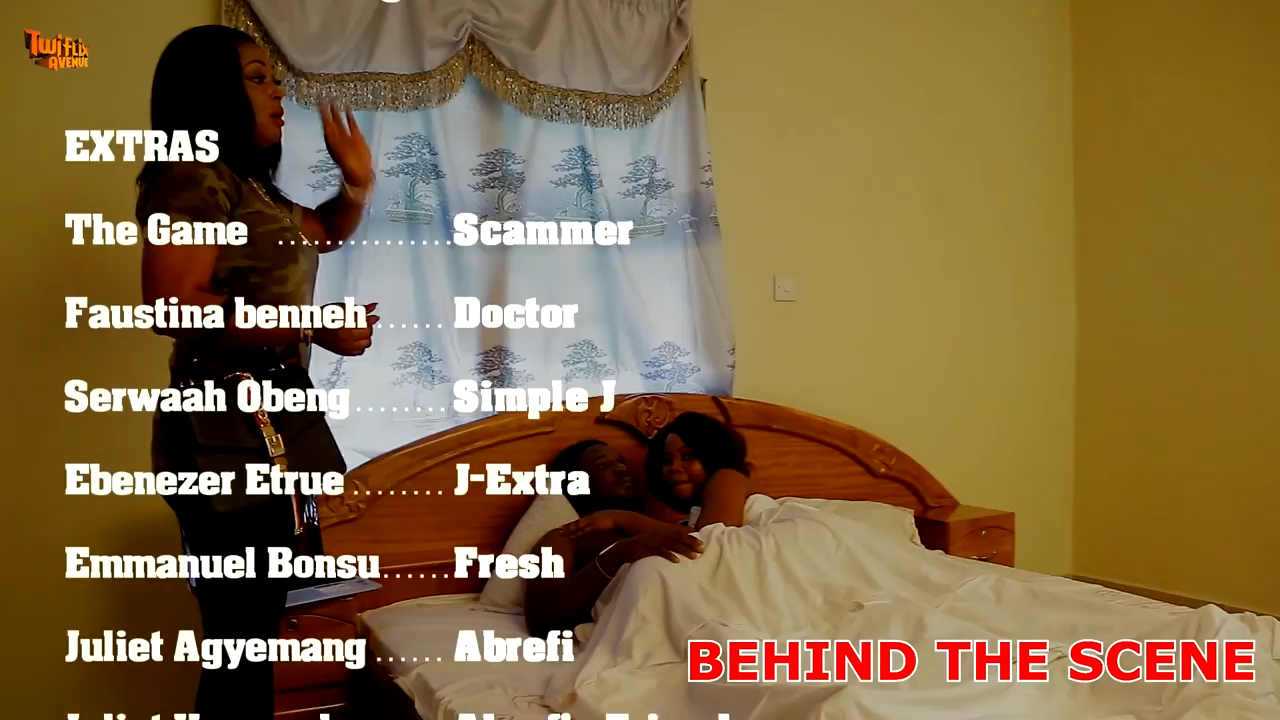 TWIFLIX
AVENUE
EXTRAS
The Game ...............Scammer
Faustina benneh...... Doctor
Serwaah Obeng........ Simple J
Ebenezer Etrue ........ J-Extra
Emmanuel Bonsu......Fresh
Juliet Agyemang ...... Abrefi
BEHIND THE SCENE